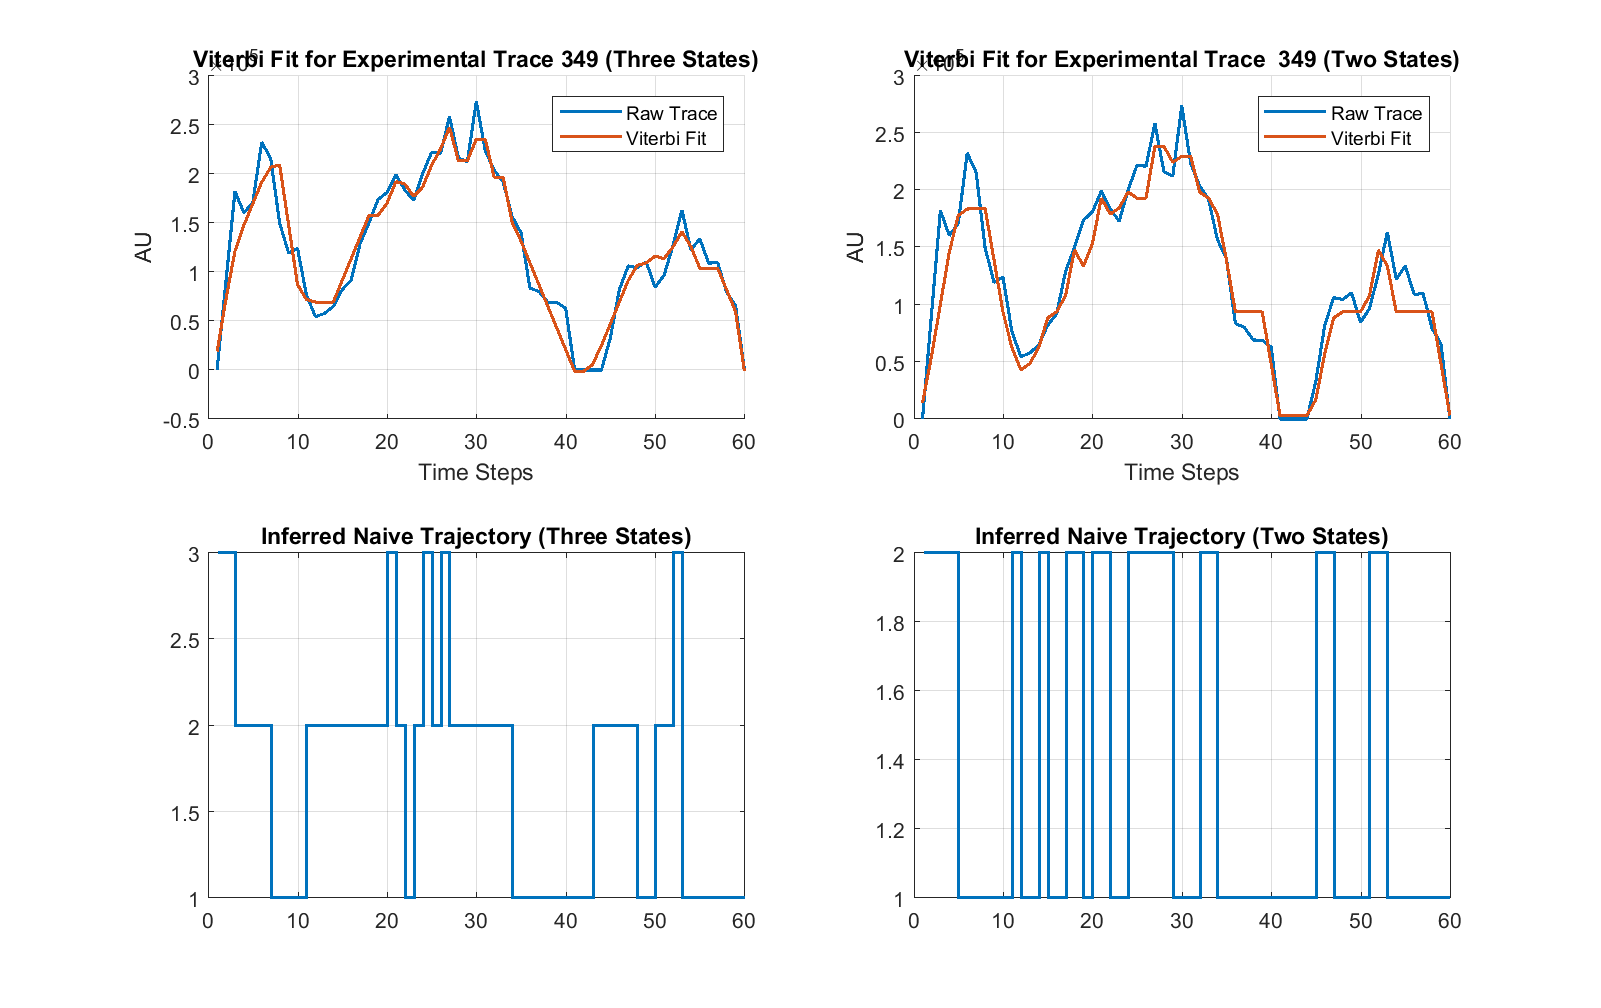 Viterbi Fit for Experimental Trace 349 (Three States)
×10^5
3
2.5
2
1.5
1
0.5
0
-0.5
AU
Raw Trace
Viterbi Fit
0 10 20 30 40 50 60
Time Steps
Viterbi Fit for Experimental Trace  349 (Two States)
×10^5
3
2.5
2
1.5
1
0.5
0
AU
Raw Trace
Viterbi Fit
0 10 20 30 40 50 60
Time Steps
Inferred Naive Trajectory (Three States)
3
2.5
2
1.5
1
0 10 20 30 40 50 60
Inferred Naive Trajectory (Two States)
2
1.8
1.6
1.4
1.2
1
0 10 20 30 40 50 60